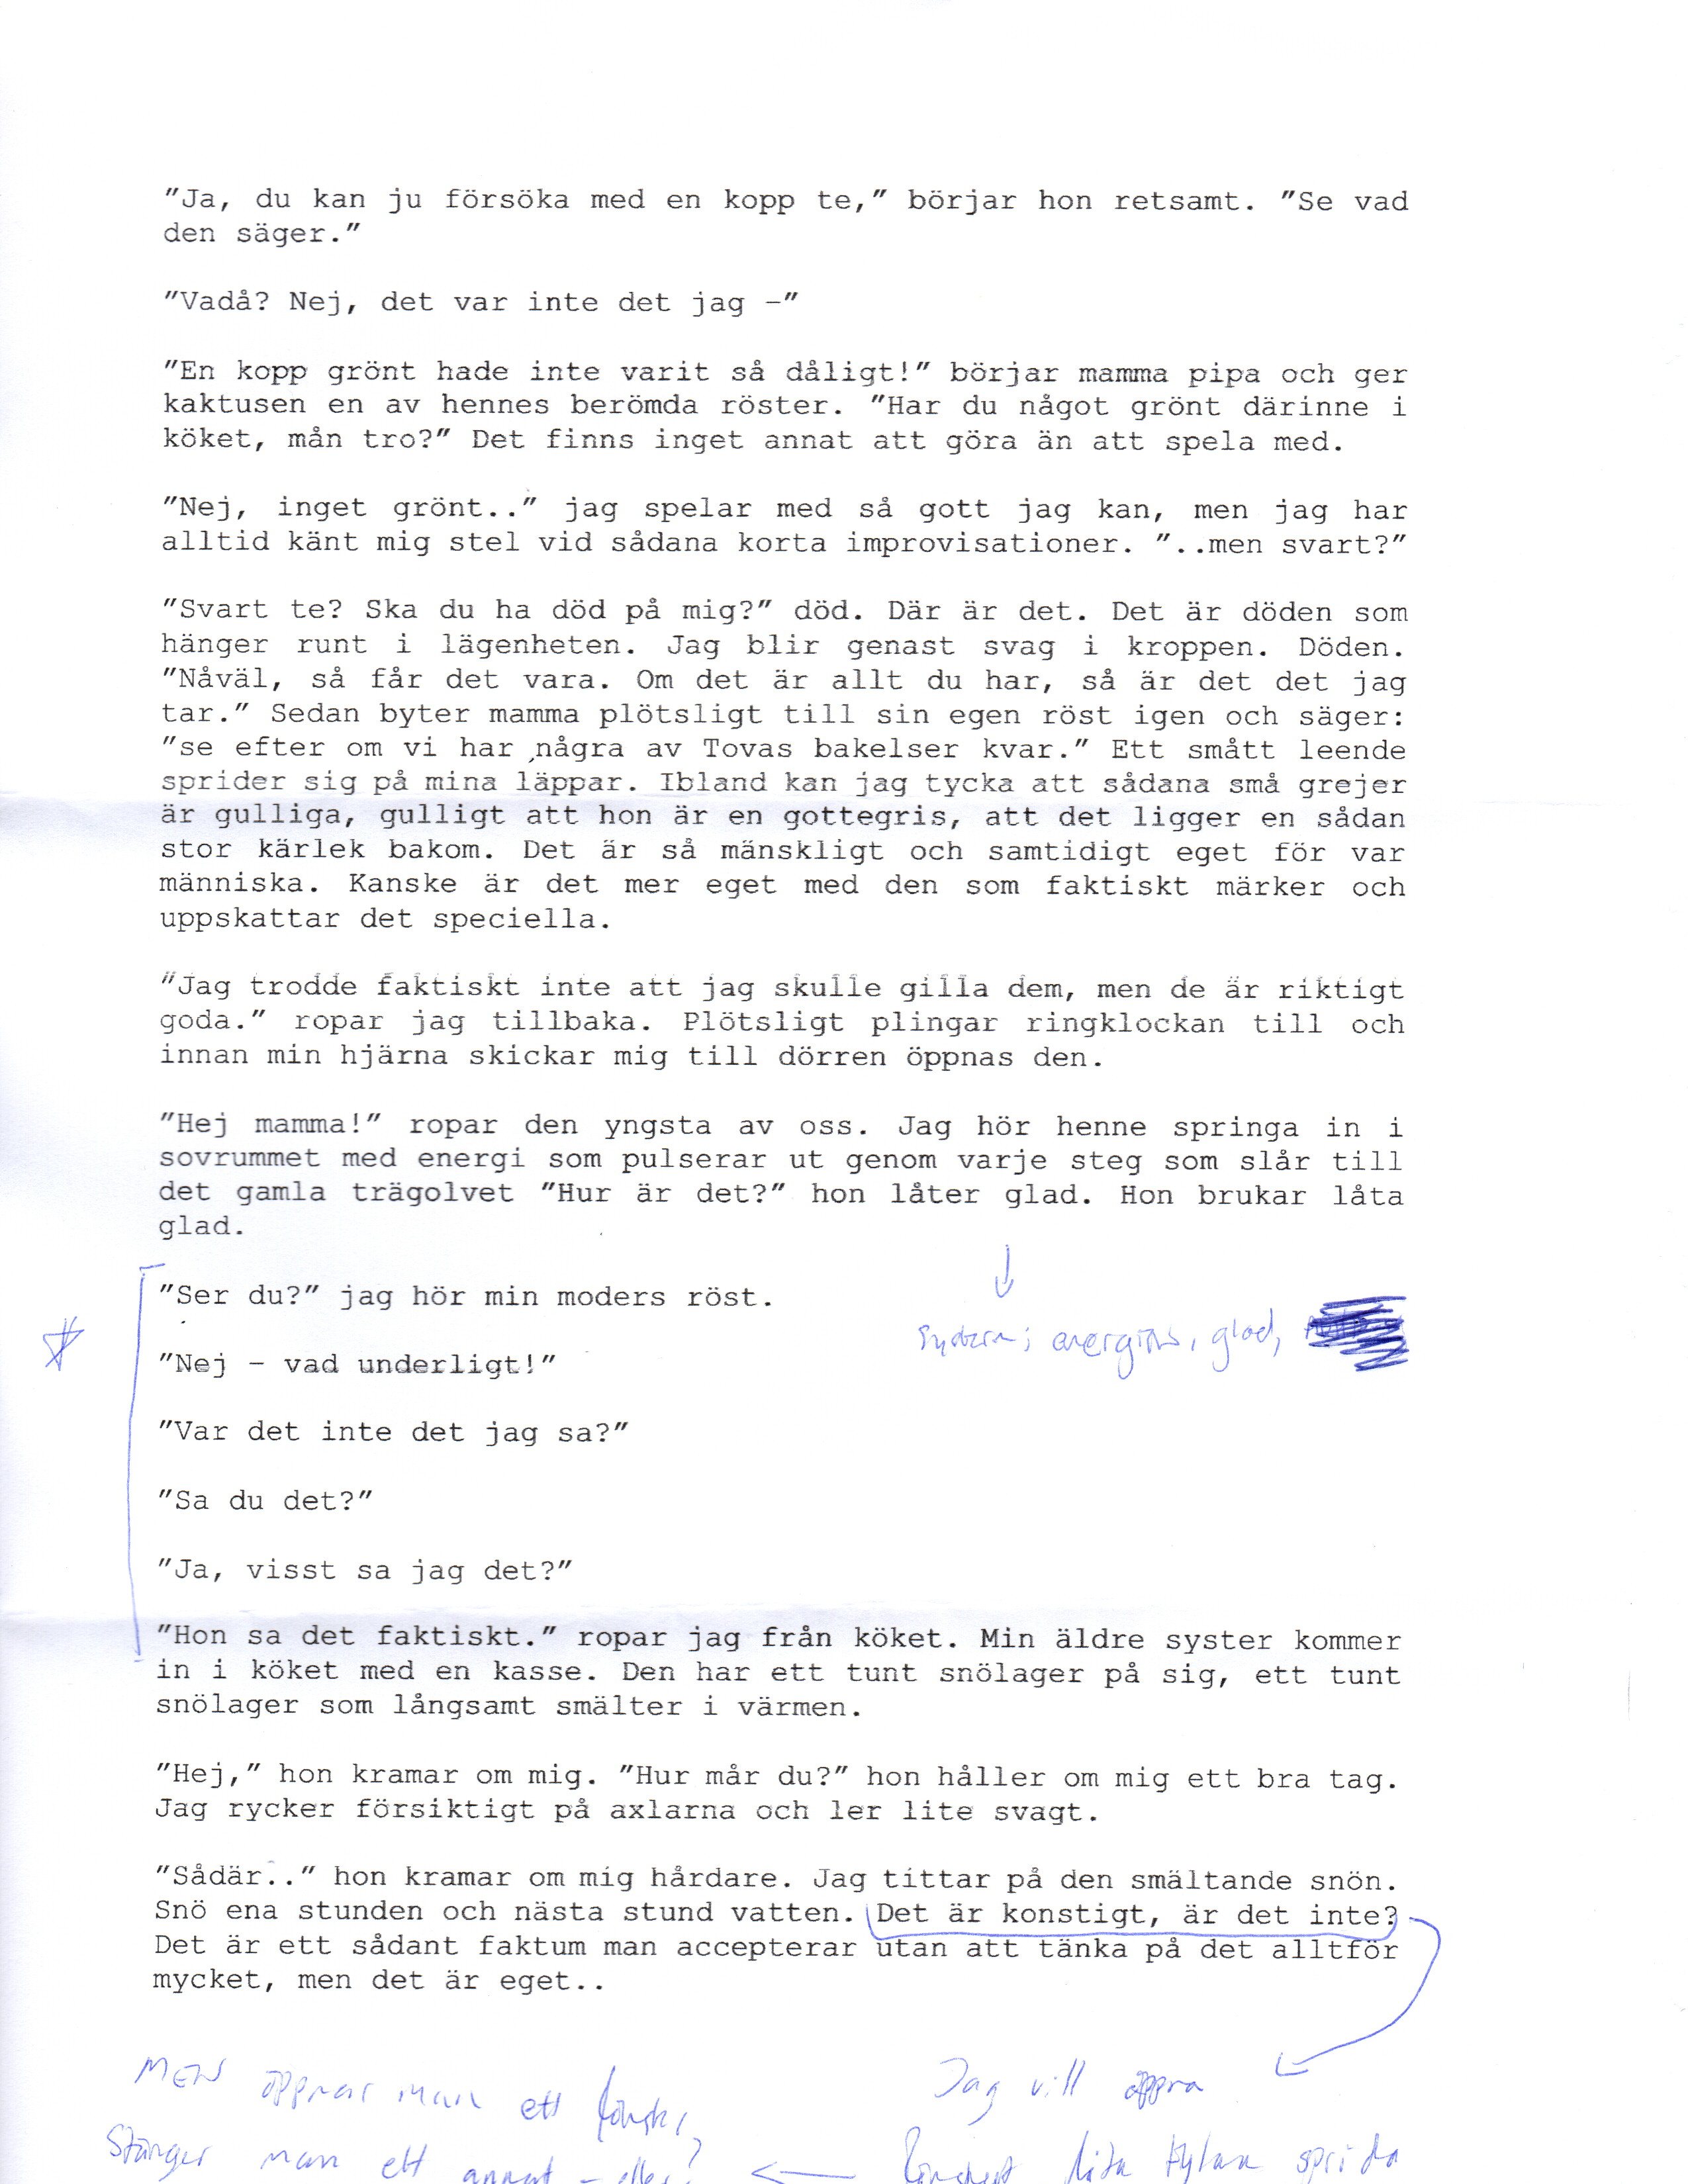 "Ja, du kan ju försöka med en kopp te," börjar hon retsamt. "Se vad
den säger."
"Vadå? Nej, det var inte det jag –"
"En kopp grönt hade inte varit så dåligt!" börjar mamma pipa och ger
kaktusen en av hennes berömda röster. "Har du något grönt därinne i
köket, mån tro?" Det finns inget annat att göra än att spela med.
"Nej, inget grönt.." jag spelar med så gott jag kan, men jag har
alltid känt mig stel vid sådana korta improvisationer. "..men svart?"
"Svart te? Ska du ha död på mig?" död. Där är det. Det är döden som
hänger runt i lägenheten. Jag blir genast svag i kroppen. Döden.
"Nåväl, så får det vara. Om det är allt du har, så är det det jag
tar." Sedan byter mamma plötsligt till sin egen röst igen och säger:
"se efter om vi har några av Tovas bakelser kvar." Ett smått leende
sprider sig på mina läppar. Ibland kan jag tycka att sådana små grejer
är gulliga, gulligt att hon är en gottegris, att det ligger en sådan
stor kärlek bakom. Det är så mänskligt och samtidigt eget för var
människa. Kanske är det mer eget med den som faktiskt märker och
uppskattar det speciella.
"Jag trodde faktiskt inte att jag skulle gilla dem, men de är riktigt
goda." ropar jag tillbaka. Plötsligt plingar ringklockan till och
innan min hjärna skickar mig till dörren öppnas den.
"Hej mamma!" ropar den yngsta av oss. Jag hör henne springa in i
sovrummet med energi som pulserar ut genom varje steg som slår till
det gamla trägolvet "Hur är det?" hon låter glad. Hon brukar låta
glad.
"Ser du?" jag hör min moders röst.
systern; energisk, glad,
"Nej – vad underligt!"
"Var det inte det jag sa?"
"Sa du det?"
"Ja, visst sa jag det?"
"Hon sa det faktiskt." ropar jag från köket. Min äldre syster kommer
in i köket med en kasse. Den har ett tunt snölager på sig, ett tunt
snölager som långsamt smälter i värmen.
"Hej," hon kramar om mig. "Hur mår du?" hon håller om mig ett bra tag.
Jag rycker försiktigt på axlarna och ler lite svagt.
"Sådär.." hon kramar om mig hårdare. Jag tittar på den smältande snön.
Snö ena stunden och nästa stund vatten. Det är konstigt, är det inte?
Det är ett sådant faktum man accepterar utan att tänka på det alltför
mycket, men det är eget..
Jag vill öppna
fönstret låta kylan sprida
MEN öppnar man ett fönster,
stänger man ett annat – eller?